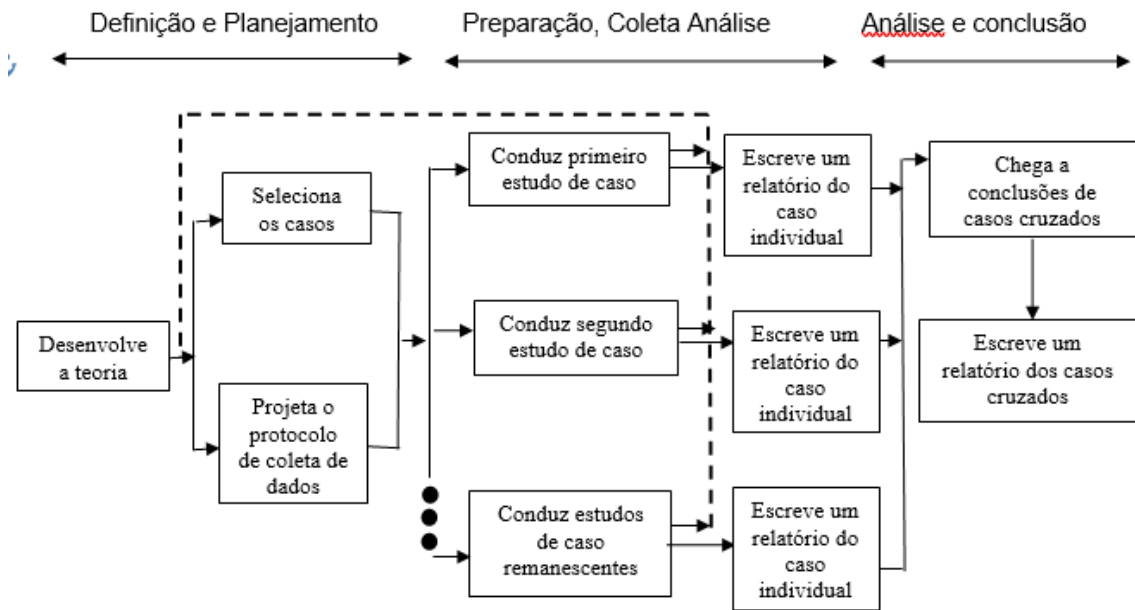 Definição e Planejamento
Preparação, Coleta Análise
Análise e conclusão
Desenvolve
a teoria
Seleciona
os casos
Projeta o
protocolo
de coleta de
dados
Conduz primeiro
estudo de caso
Escreve um
relatório do
caso
individual
Conduz segundo
estudo de caso
Escreve um
relatório do
caso
individual
Conduz estudos
de caso
remanescentes
Escreve um
relatório do
caso
individual
Chega a
conclusões de
casos cruzados
Escreve um
relatório dos casos
cruzados